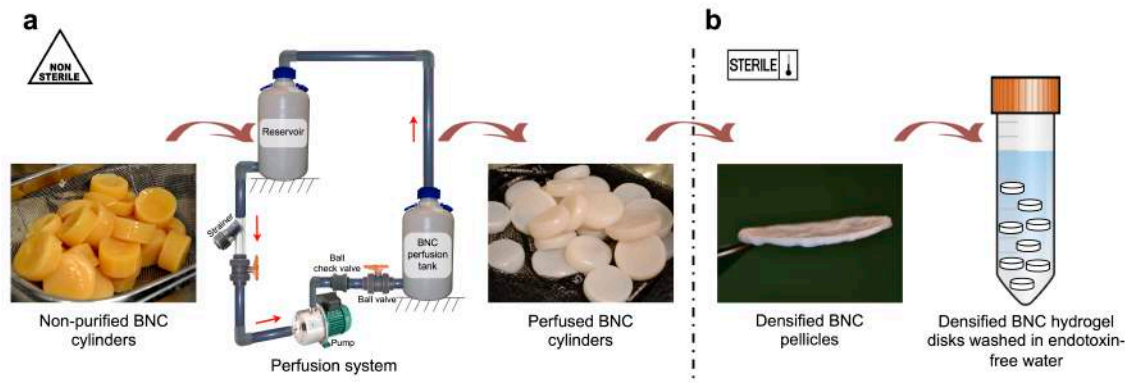 a
NON
STERILE
Reservoir
Strainer
Ball
check valve
Ball valve
Pump
BNC
perfusion
tank
Non-purified BNC
cylinders
Perfusion system
Perfused BNC
cylinders
b
STERILE
Densified BNC
pellicles
Densified BNC hydrogel
disks washed in endotoxin-
free water